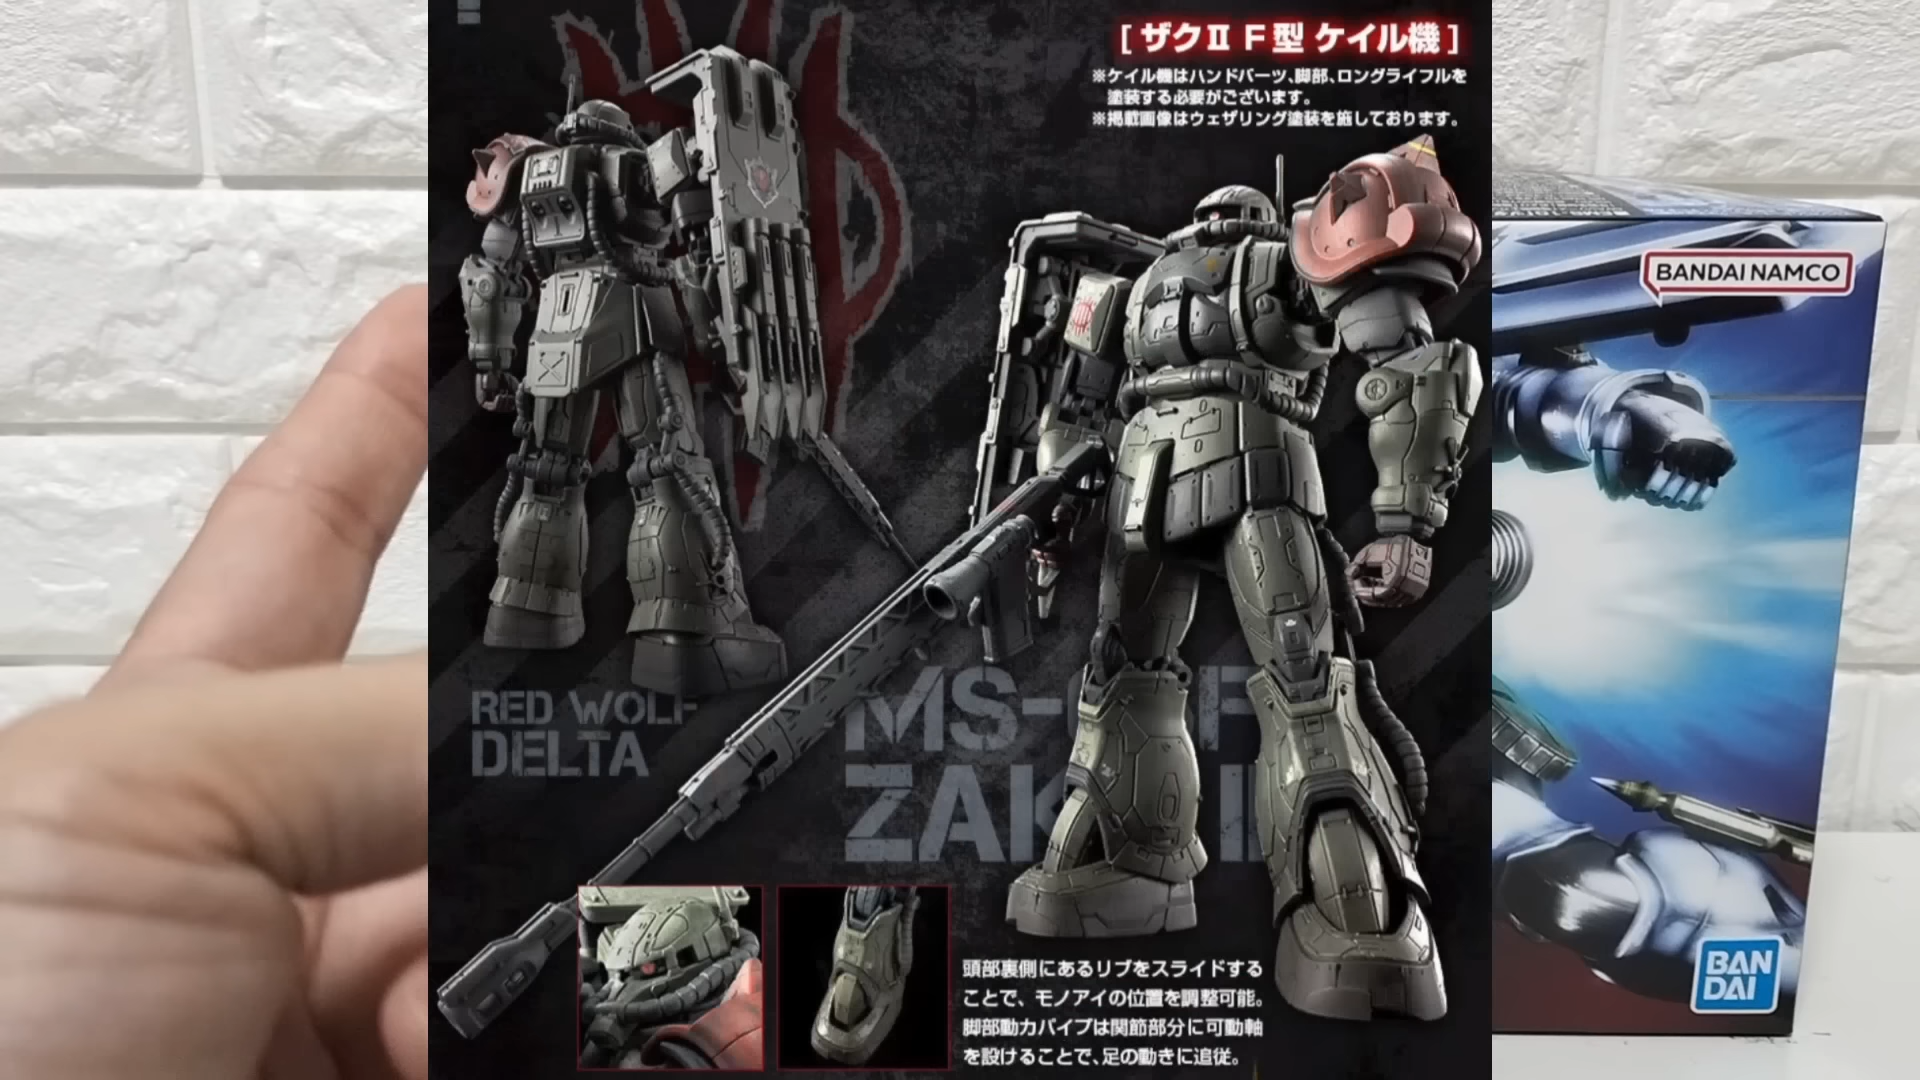 [ ザクⅡ F型 ケイル機 ]
※ケイル機はハンドパーツ、脚部、ロングライフルを
塗装する必要がございます。
※掲載画像はウェザリング塗装を施しております。
BANDAI NAMCO
RED WOLF
DELTA
頭部裏側にあるリブをスライドする
ことで、モノアイの位置を調整可能。
脚部動力パイプは関節部分に可動軸
を設けることで、足の動きに追従。
BAN
DAI